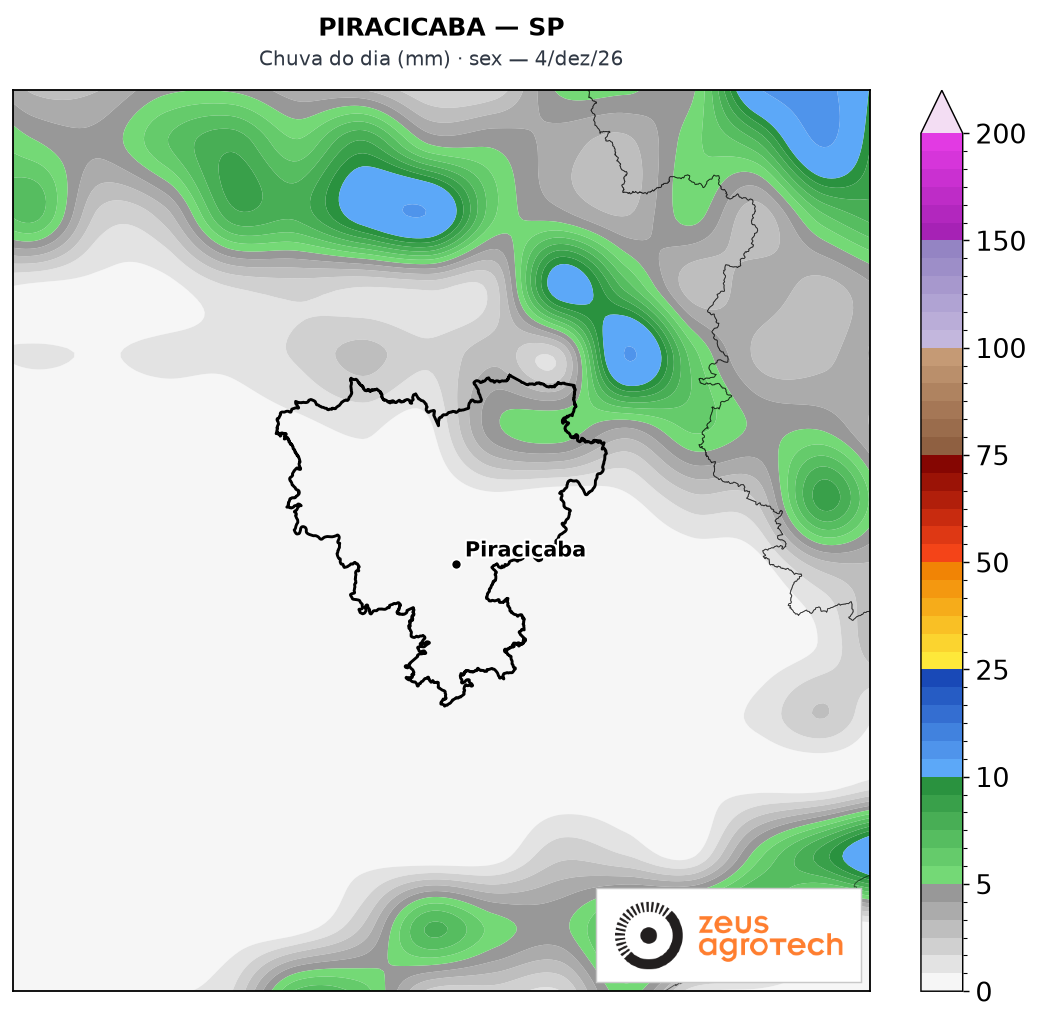 PIRACICABA — SP
Chuva do dia (mm) · sex — 4/dez/26
200
150
100
75
50
25
10
5
0
Piracicaba
zeus
agrotech